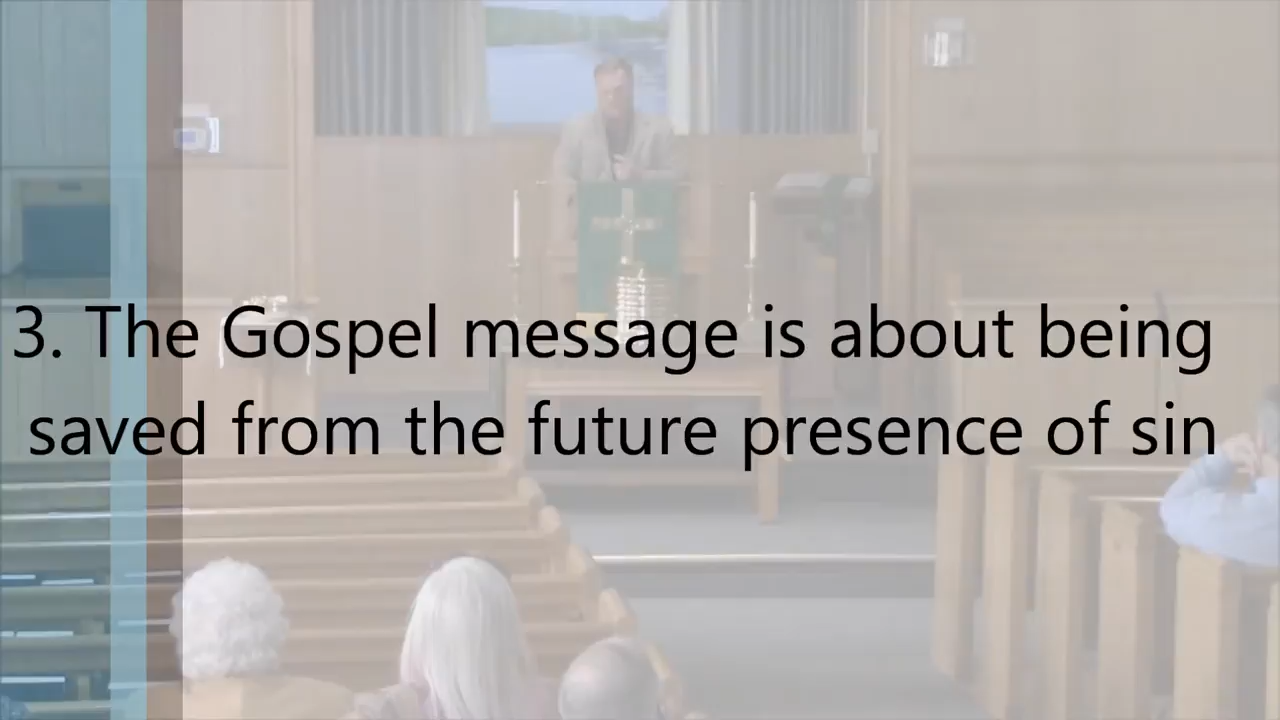 3. The Gospel message is about being
saved from the future presence of sin